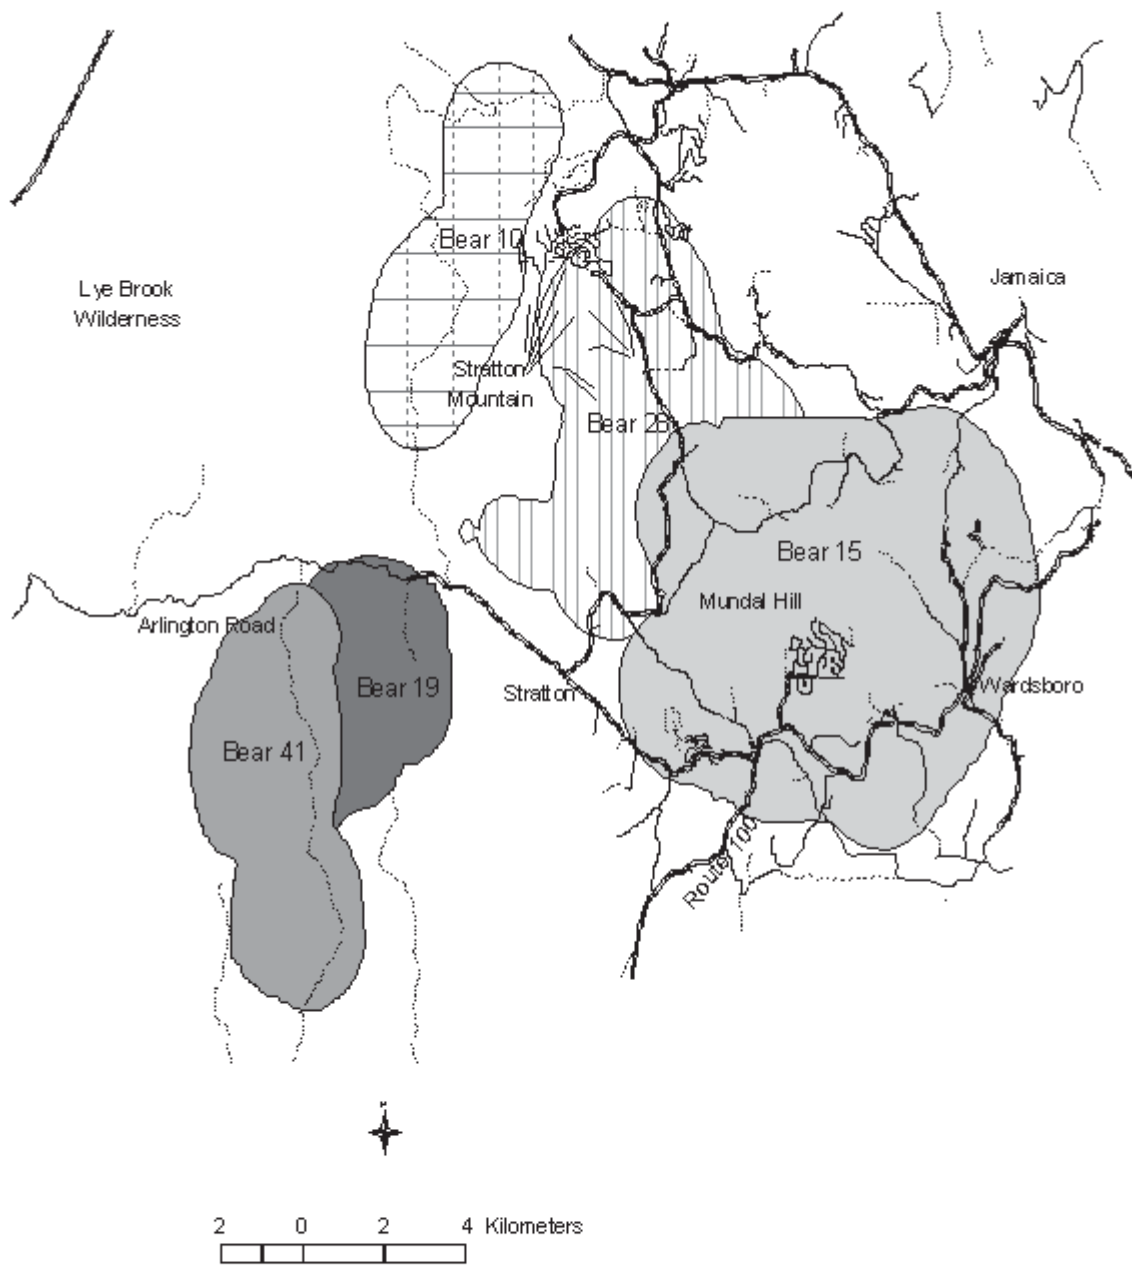 Bear 10
Lye Brook
Wilderness
Jamaica
Stratton
Mountain
Bear 26
Bear 15
Mundal Hill
Arlington Road
Bear 19
Stratton
Wardsboro
Bear 41
Route 100
N
2 0 2 4 Kilometers